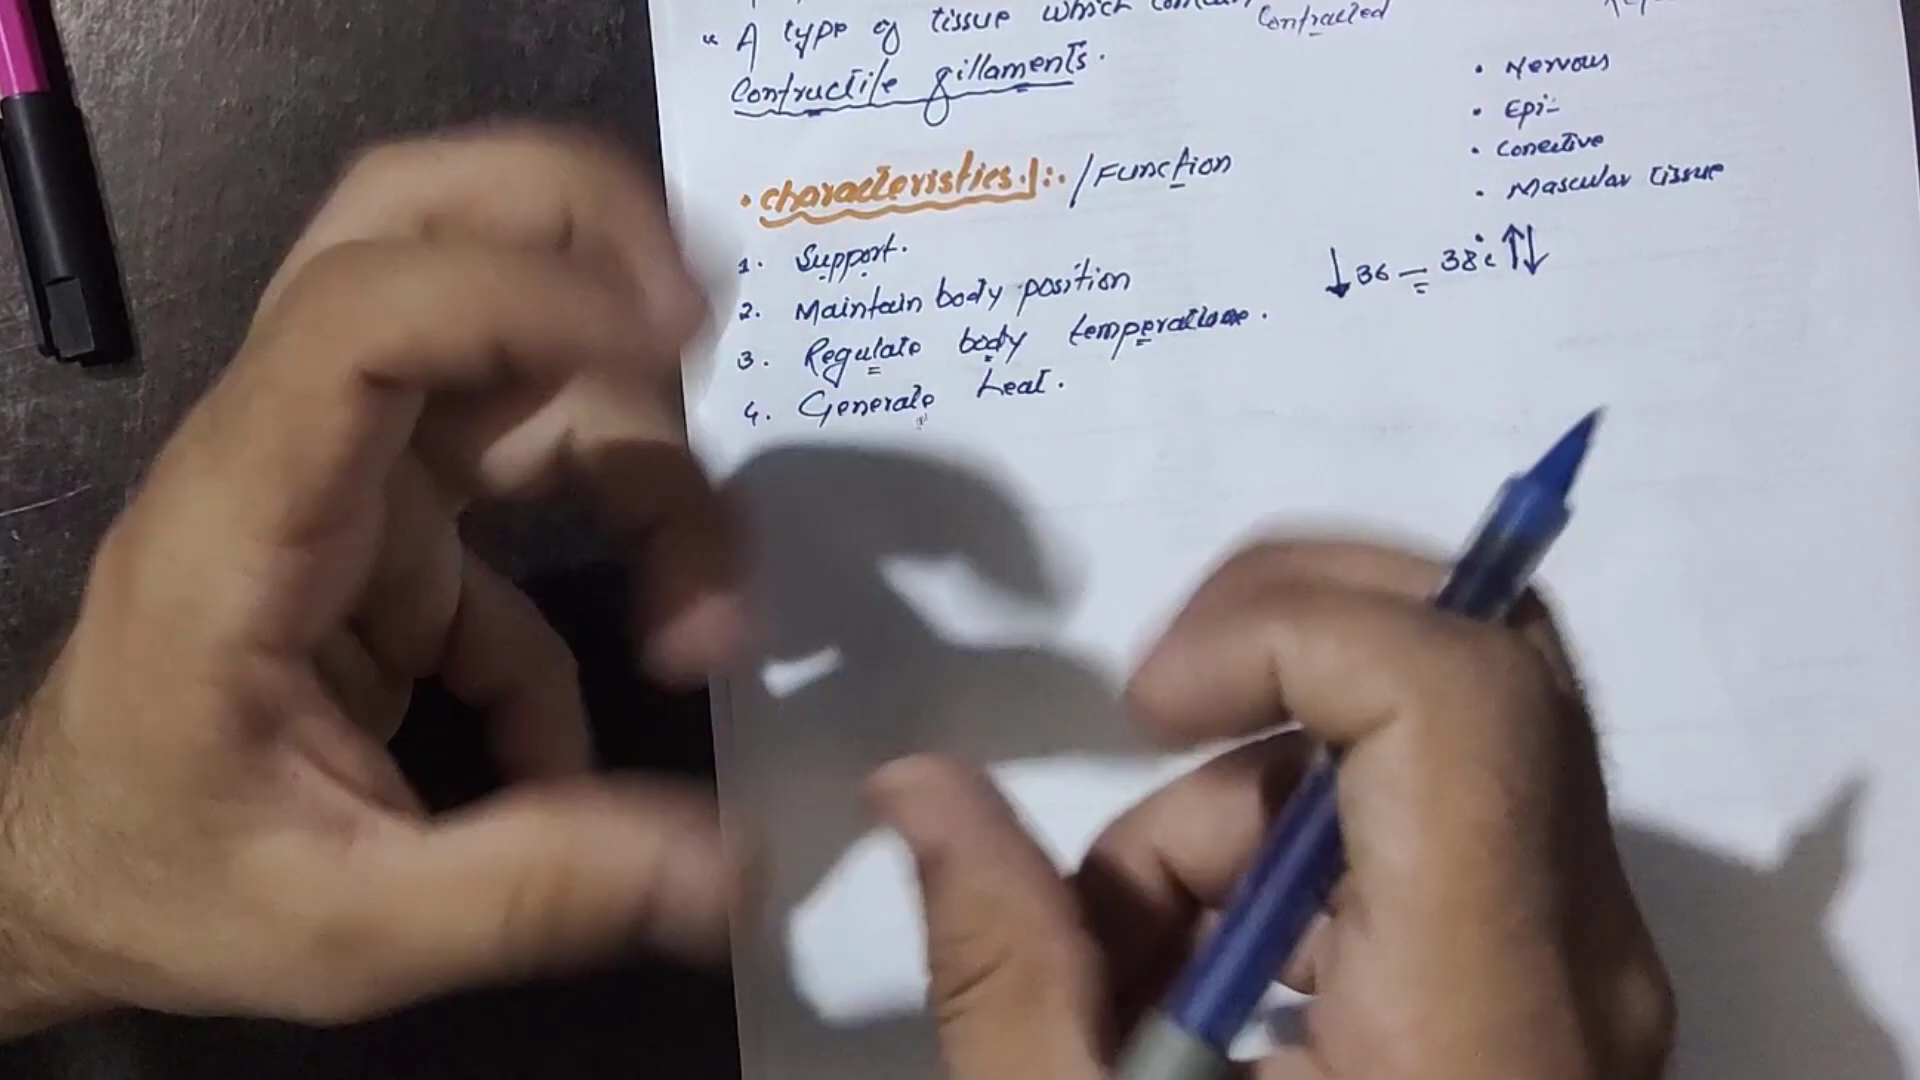 " A type of tissue which
Contracted
Contructile fillaments.
• Nervous
• Epi-
• Conective
• Mascular tissue
• characteristics. :. / Function
1. Support.
2. Maintain body position
↓36 — 38°c ↑↓
3. Regulate body temperature.
4. Generate heat.